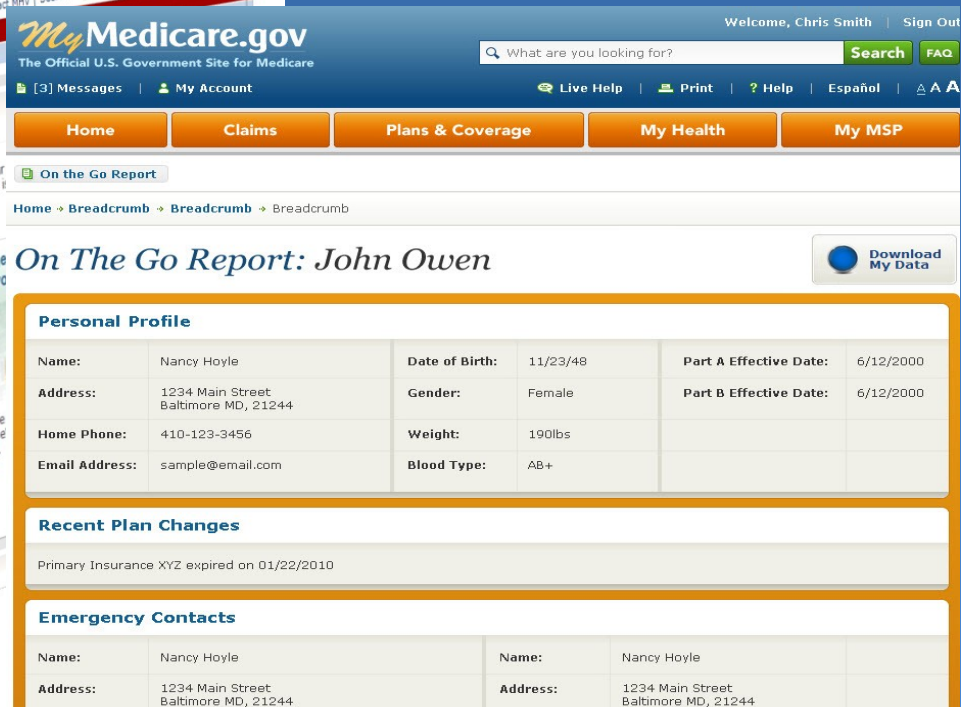 Welcome, Chris Smith | Sign Out
MyMedicare.gov
The Official U.S. Government Site for Medicare
What are you looking for?
Search
FAQ
[3] Messages | My Account
Live Help | Print | ? Help | Español | A A A
Home
Claims
Plans & Coverage
My Health
My MSP
On the Go Report
Home → Breadcrumb → Breadcrumb → Breadcrumb
On The Go Report: John Owen
Download
My Data
Personal Profile
Name: Nancy Hoyle Date of Birth: 11/23/48 Part A Effective Date: 6/12/2000
Address: 1234 Main Street Gender: Female Part B Effective Date: 6/12/2000
Baltimore MD, 21244
Home Phone: 410-123-3456 Weight: 190lbs
Email Address: sample@email.com Blood Type: AB+
Recent Plan Changes
Primary Insurance XYZ expired on 01/22/2010
Emergency Contacts
Name: Nancy Hoyle Name: Nancy Hoyle
Address: 1234 Main Street Address: 1234 Main Street
Baltimore MD, 21244 Baltimore MD, 21244